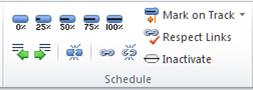 0% 25% 50% 75% 100%
Mark on Track
Respect Links
Inactivate
Schedule